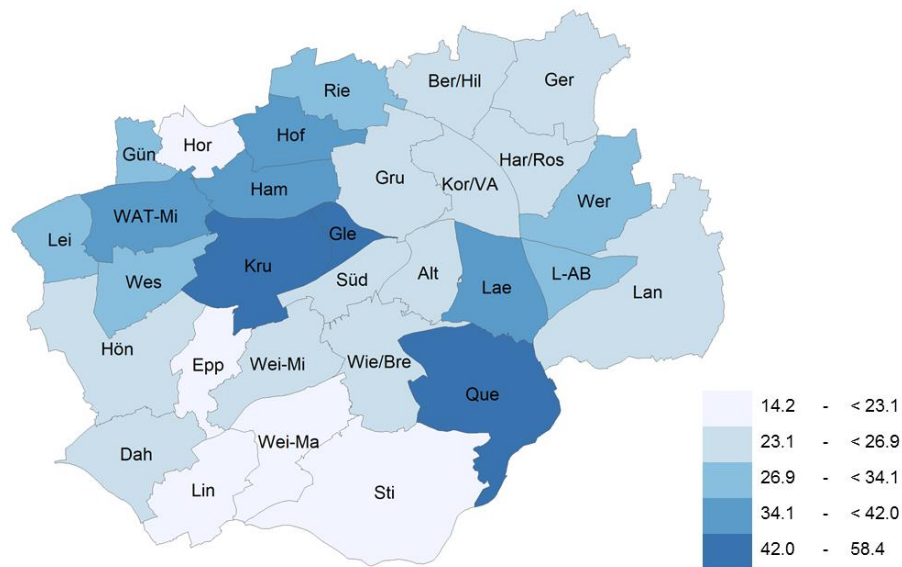 Ber/Hil
Ger
Rie
Hof
Hor
Gün
Har/Ros
Gru
Kor/VA
Ham
Wer
WAT-Mi
Lei
Gle
Kru
Wes
Süd
Alt
Lae
L-AB
Lan
Hön
Epp
Wei-Mi
Wie/Bre
Que
Wei-Ma
Dah
Lin
Sti
14.2 - < 23.1
23.1 - < 26.9
26.9 - < 34.1
34.1 - < 42.0
42.0 - 58.4